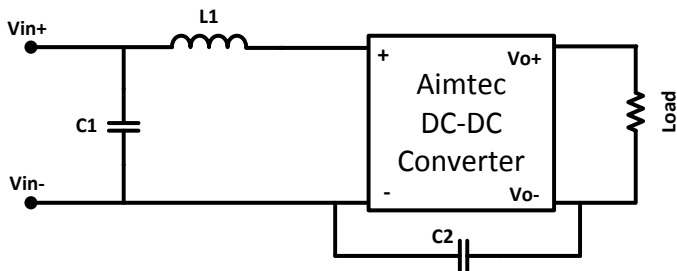 Vin+
L1
+
Vo+
Aimtec
DC-DC
Converter
C1
Load
Vin-
-
Vo-
C2